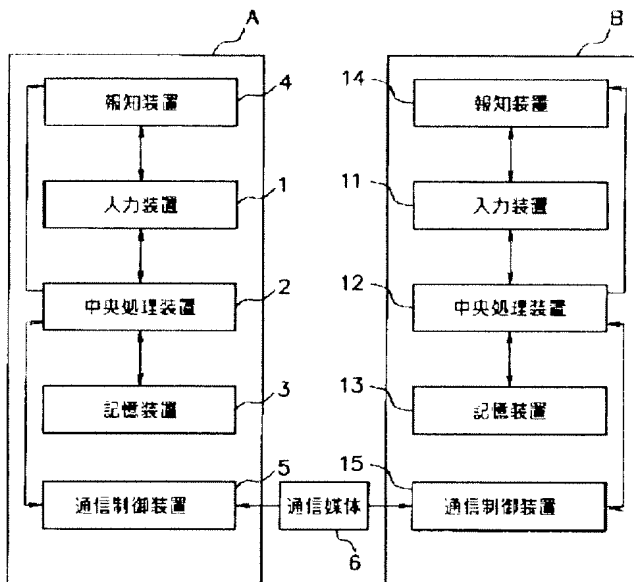 A
報知装置
4
入力装置
1
中央処理装置
2
記憶装置
3
通信制御装置
5
通信媒体
6
B
14
報知装置
11
入力装置
12
中央処理装置
13
記憶装置
15
通信制御装置